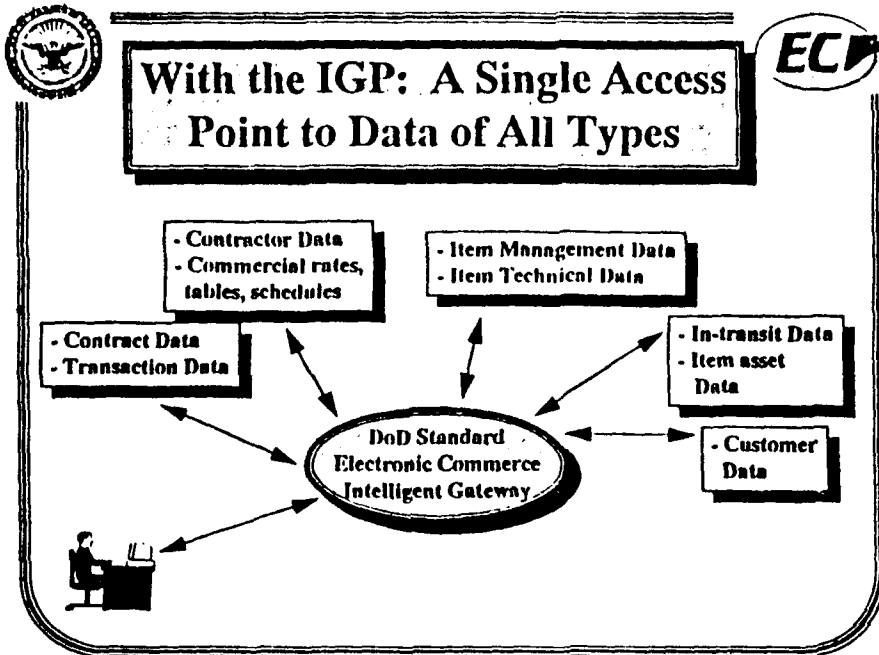 EC
With the IGP: A Single Access
Point to Data of All Types
- Contractor Data
- Commercial rates,
tables, schedules
- Item Management Data
- Item Technical Data
- Contract Data
- Transaction Data
- In-transit Data
- Item asset
Data
DoD Standard
Electronic Commerce
Intelligent Gateway
- Customer
Data